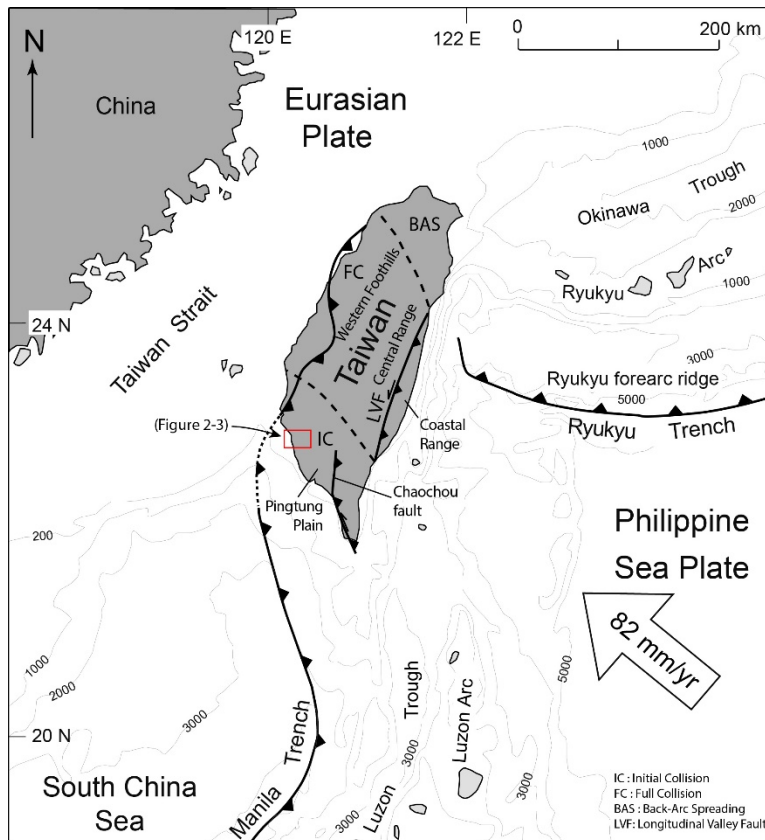 120 E
122 E
0
200 km
N
China
Eurasian
Plate
1000
Okinawa Trough
2000
BAS
FC
Western Foothills
Arc
Ryukyu
1000
24 N
Taiwan Strait
Taiwan
Central Range
LVF
3000
Ryukyu forearc ridge
5000
Ryukyu Trench
(Figure 2-3)
IC
Coastal
Range
Pingtung
Plain
Chaochou
fault
200
Philippine
Sea Plate
82 mm/yr
1000
2000
3000
5000
20 N
Manila Trench
Luzon Trough
Luzon Arc
3000
3000
3000
3000
South China
Sea
IC : Initial Collision
FC : Full Collision
BAS : Back-Arc Spreading
LVF: Longitudinal Valley Fault